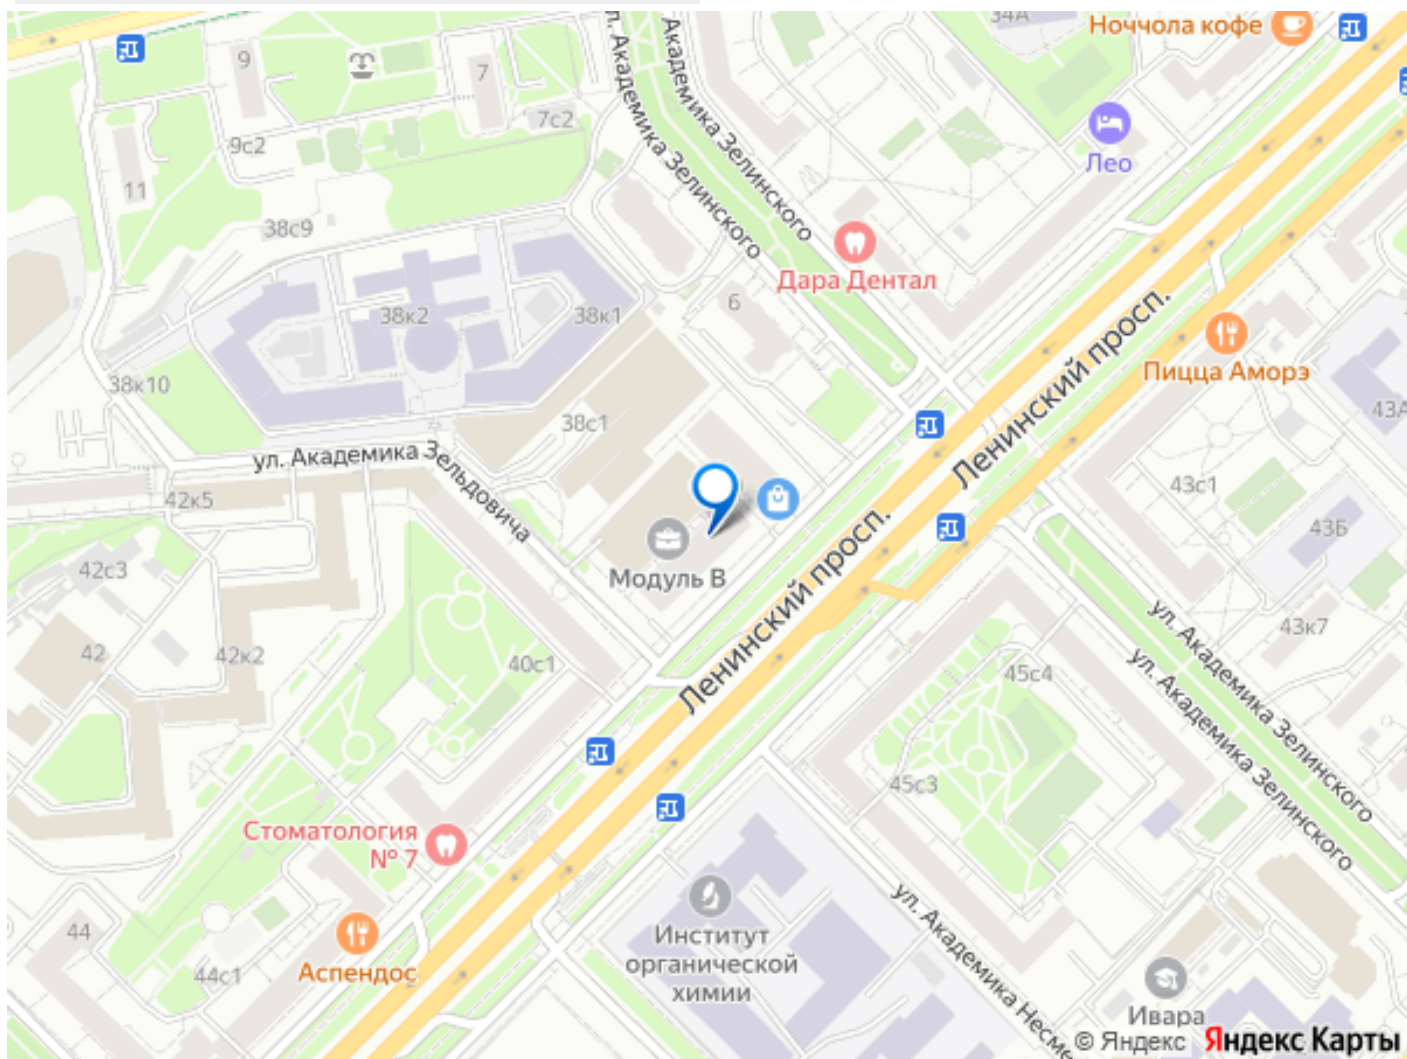 34А
Ноччола кофе
9
7
7с2
9с2
11
ул. Академика Зелинского
Академика Зелинского
Лео
38с9
Дара Дентал
6
38к2
38к1
Ленинский просп.
Пицца Аморэ
38к10
43А
38с1
ул. Академика Зельдовича
42к5
43с1
43Б
Модуль В
Ленинский просп.
42с3
42
42к2
40с1
45с4
43к7
ул. Академика Зелинского
ул. Академика Зелинского
45с3
Стоматология
№ 7
44
44с1
Аспендос
Институт
органической
химии
ул. Академика Несме
Ивара
© Яндекс Яндекс Карты